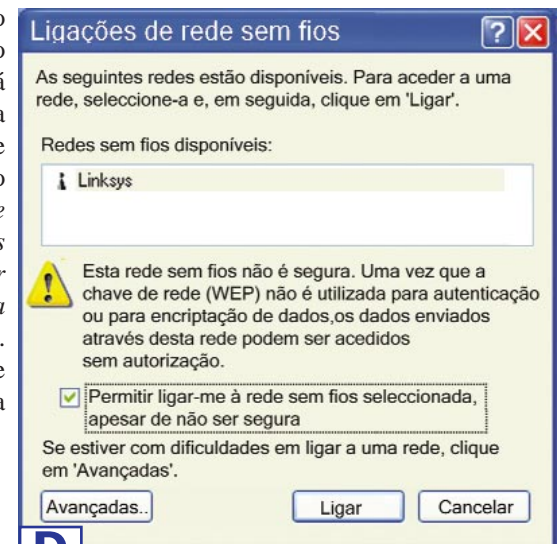 Ligações de rede sem fios
As seguintes redes estão disponíveis. Para aceder a uma
rede, seleccione-a e, em seguida, clique em 'Ligar'.
Redes sem fios disponíveis:
Linksys
Esta rede sem fios não é segura. Uma vez que a
chave de rede (WEP) não é utilizada para autenticação
ou para encriptação de dados,os dados enviados
através desta rede podem ser acedidos
sem autorização.
Permitir ligar-me à rede sem fios seleccionada,
apesar de não ser segura
Se estiver com dificuldades em ligar a uma rede, clique
em 'Avançadas'.
Avançadas..
Ligar
Cancelar
D